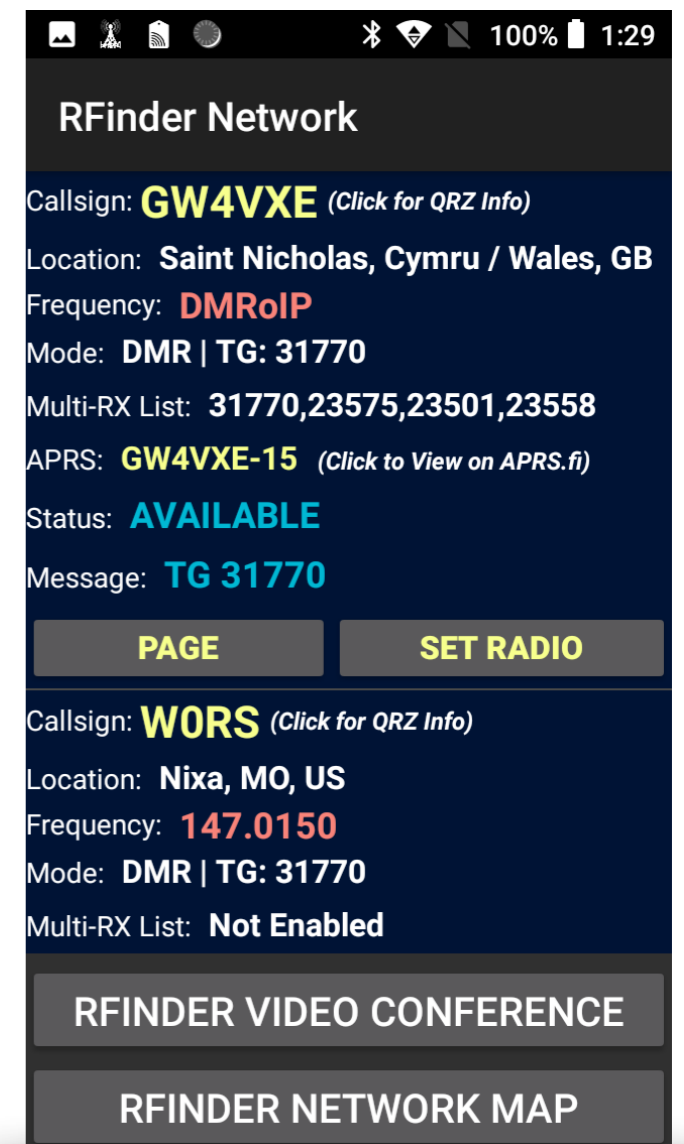 100% 1:29
RFinder Network
Callsign: GW4VXE (Click for QRZ Info)
Location: Saint Nicholas, Cymru / Wales, GB
Frequency: DMRoIP
Mode: DMR | TG: 31770
Multi-RX List: 31770,23575,23501,23558
APRS: GW4VXE-15 (Click to View on APRS.fi)
Status: AVAILABLE
Message: TG 31770
PAGE SET RADIO
Callsign: W0RS (Click for QRZ Info)
Location: Nixa, MO, US
Frequency: 147.0150
Mode: DMR | TG: 31770
Multi-RX List: Not Enabled
RFINDER VIDEO CONFERENCE
RFINDER NETWORK MAP